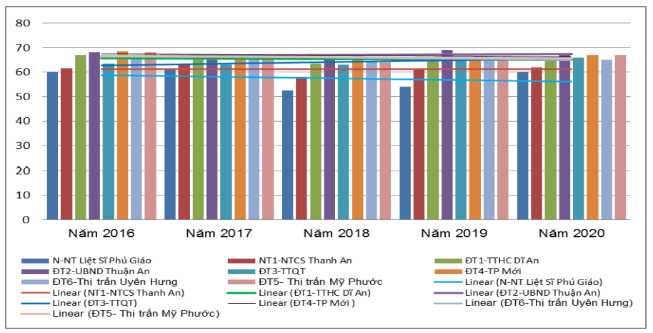 80
70
60
50
40
30
20
10
0
Năm 2016 Năm 2017 Năm 2018 Năm 2019 Năm 2020
N-NT Liệt Sĩ Phú Giáo NT1-NTCS Thanh An ĐT1-TTHC Dĩ An
ĐT2-UBND Thuận An ĐT3-TTQT ĐT4-TP Mới
ĐT6-Thị trấn Uyên Hưng ĐT5- Thị trấn Mỹ Phước Linear (N-NT Liệt Sĩ Phú Giáo)
Linear (NT1-NTCS Thanh An) Linear (ĐT1-TTHC Dĩ An) Linear (ĐT2-UBND Thuận An)
Linear (ĐT3-TTQT) Linear (ĐT4-TP Mới ) Linear (ĐT6-Thị trấn Uyên Hưng)
Linear (ĐT5- Thị trấn Mỹ Phước)